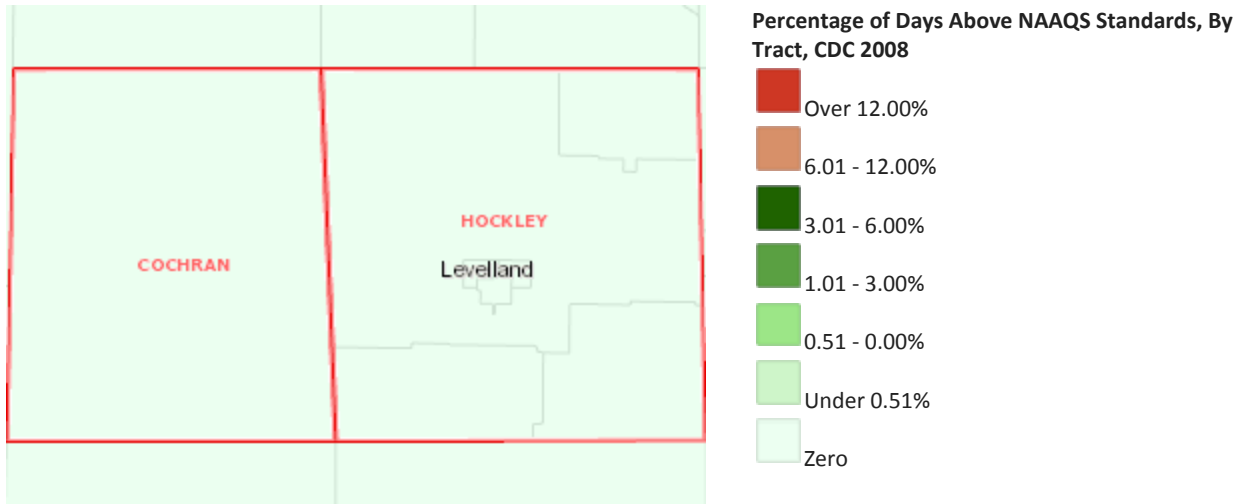 Percentage of Days Above NAAQS Standards, By
Tract, CDC 2008
Over 12.00%
6.01 - 12.00%
3.01 - 6.00%
1.01 - 3.00%
0.51 - 0.00%
Under 0.51%
Zero
HOCKLEY
COCHRAN
Levelland